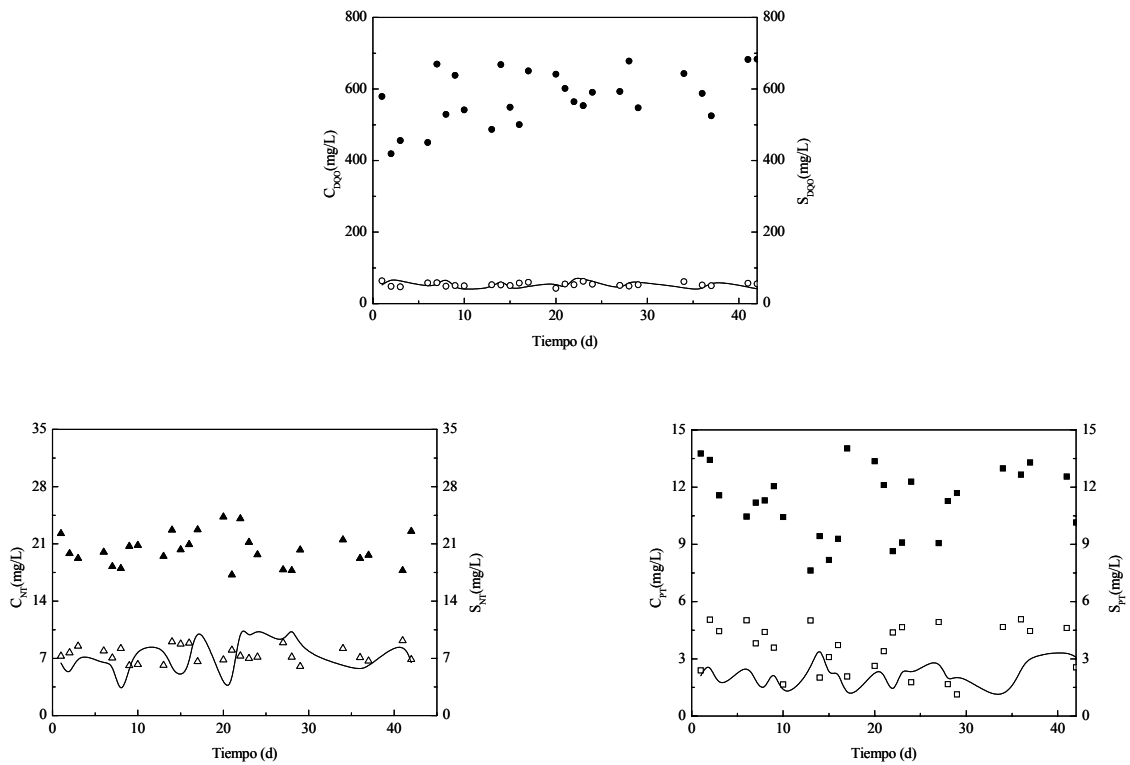 800
800
600
600
400
400
200
200
0
0
C_DQO (mg/L)
S_DQO (mg/L)
0 10 20 30 40
Tiempo (d)
35
35
28
28
21
21
14
14
7
7
0
0
C_NT (mg/L)
S_NT (mg/L)
0 10 20 30 40
Tiempo (d)
15
15
12
12
9
9
6
6
3
3
0
0
C_PT (mg/L)
S_PT (mg/L)
0 10 20 30 40
Tiempo (d)